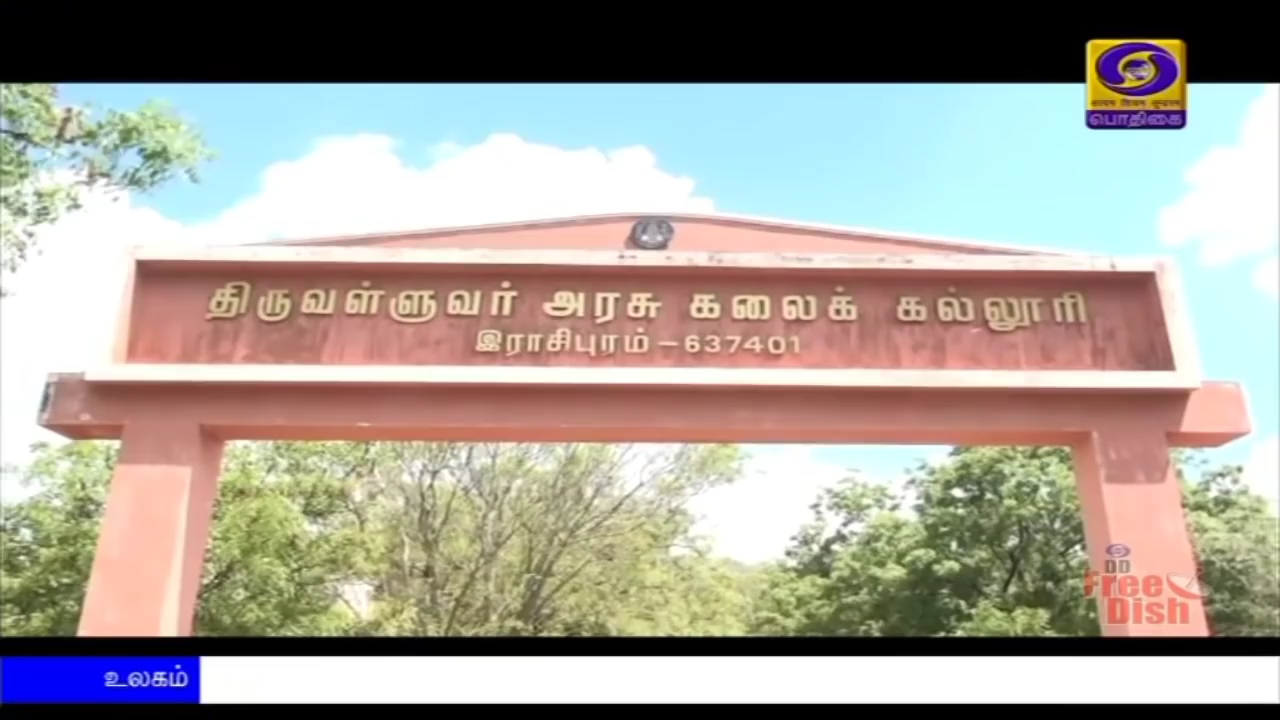 பொதிகை
திருவள்ளுவர் அரசு கலைக் கல்லூரி
இராசிபுரம் – 637401
DD
Free
Dish
உலகம்